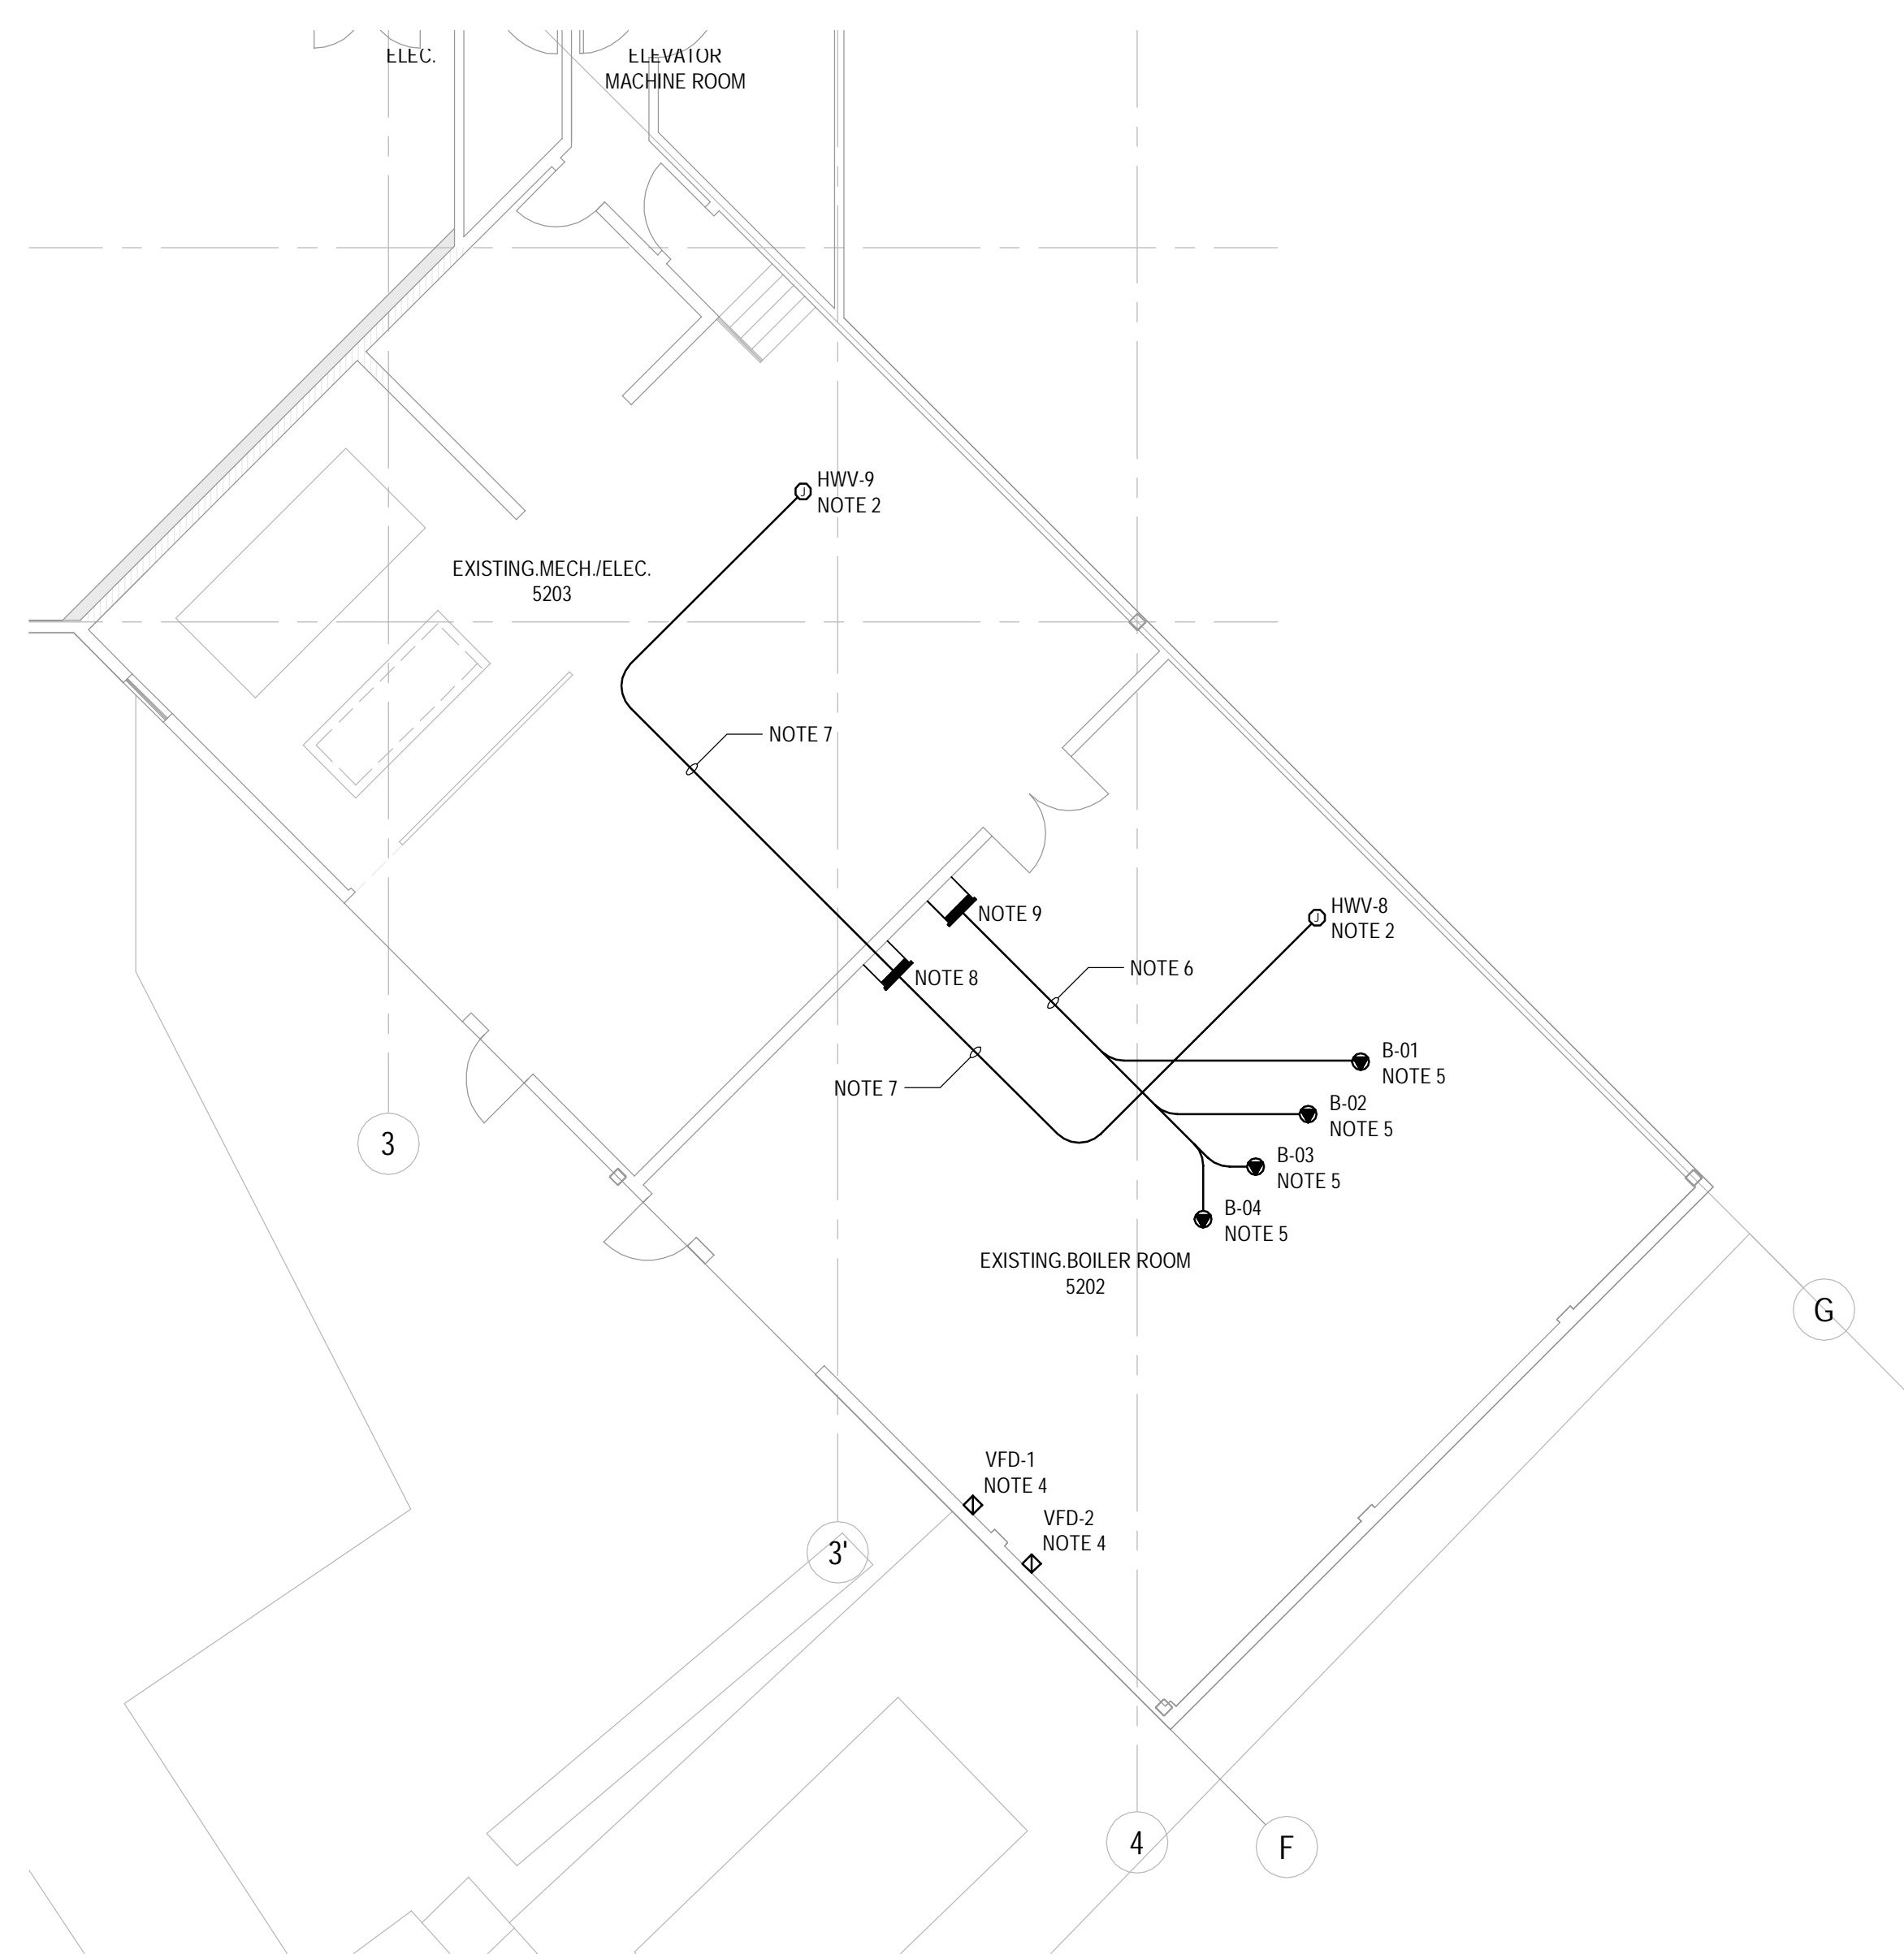 ELEC.
ELEVATOR
MACHINE ROOM
HWV-9
NOTE 2
EXISTING.MECH./ELEC.
5203
NOTE 7
HWV-8
NOTE 2
NOTE 9
NOTE 6
NOTE 8
B-01
NOTE 5
NOTE 7
B-02
NOTE 5
3
B-03
NOTE 5
B-04
NOTE 5
EXISTING.BOILER ROOM
5202
G
VFD-1
NOTE 4
VFD-2
NOTE 4
3'
4
F
J
J